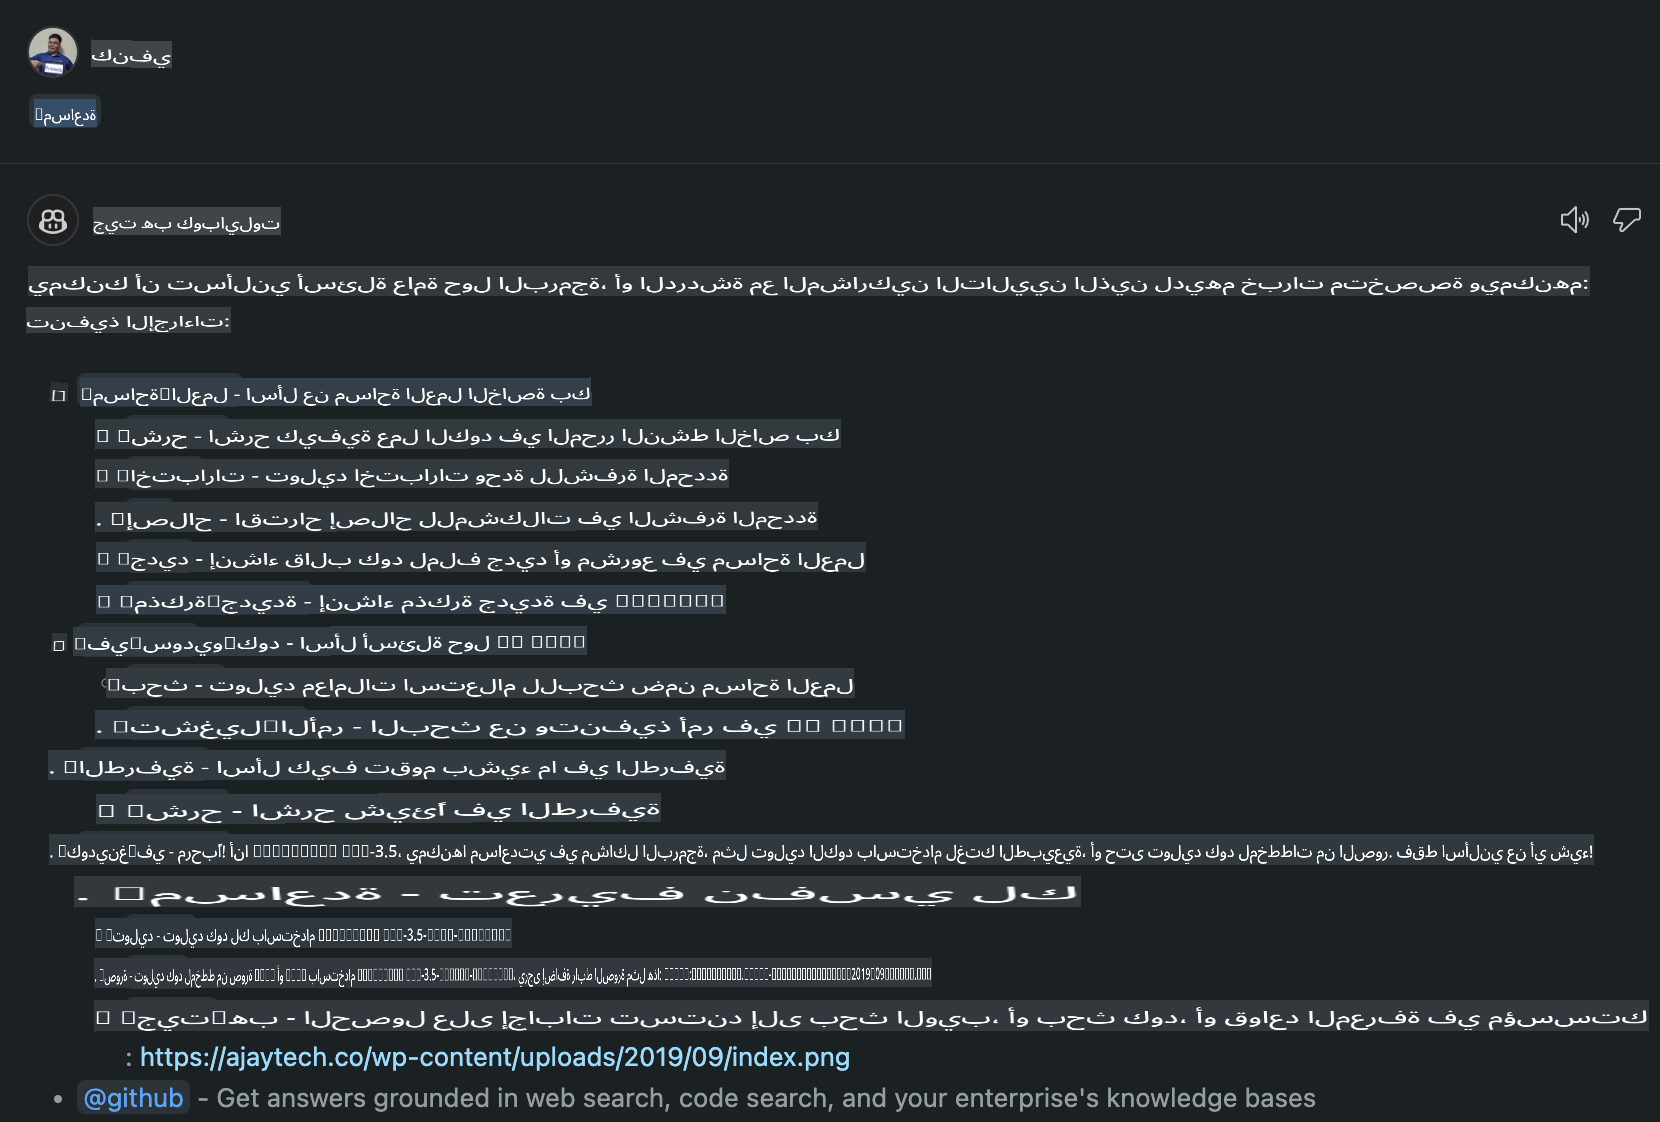 كنفي
مساعدة
جيت هب كوبايلوت
يمكنك أن تسألني أسئلة عامة حول البرمجة، أو الدردشة مع المشاركين التاليين الذين لديهم خبرات متخصصة ويمكنهم:
تنفيذ الإجراءات:
مساحة العمل - اسأل عن مساحة العمل الخاصة بك
شرح - اشرح كيفية عمل الكود في المحرر النشط الخاص بك
اختبارات - توليد اختبارات وحدة للشفرة المحددة
. إصلاح - اقتراح إصلاح للمشكلات في الشفرة المحددة
جديد - إنشاء قالب كود لملف جديد أو مشروع في مساحة العمل
مذكرة جديدة - إنشاء مذكرة جديدة في
في سوديو كود - اسأل أسئلة حول
بحث - توليد معاملات استعلام للبحث ضمن مساحة العمل
. تشغيل الأمر - البحث عن وتنفيذ أمر في
. الطرفية - اسأل كيف تقوم بشيء ما في الطرفية
شرح - اشرح شيئًا في الطرفية
. كودينغ في - مرحبًا! أنا 3.5-، يمكنها مساعدتي في مشاكل البرمجة، مثل توليد الكود باستخدام لغتك الطبيعية، أو حتى توليد كود لمخططات من الصور. فقط اسألني عن أي شيء!
. مساعدة - تعريف نفسي لك
توليد - توليد كود لك باستخدام 3.5-
. صورة - توليد كود لمخطط من صورة أو باستخدام 3.5-، يرجى إضافة رابط الصورة مثل هذا:
جيت هب - الحصول على إجابات تستند إلى بحث الويب، أو بحث كود، أو قواعد المعرفة في مؤسستك
: https://ajaytech.co/wp-content/uploads/2019/09/index.png
• @github - Get answers grounded in web search, code search, and your enterprise's knowledge bases